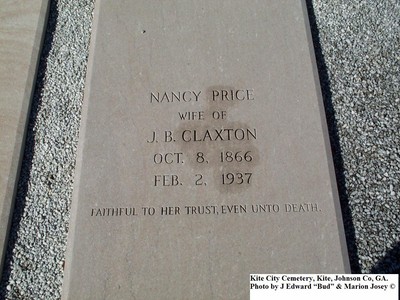 NANCY PRICE
WIFE OF
J. B. CLAXTON
OCT. 8, 1866
FEB. 2, 1937
FAITHFUL TO HER TRUST, EVEN UNTO DEATH.
Kite City Cemetery, Kite, Johnson Co, GA.
Photo by J Edward “Bud” & Marion Josey ©